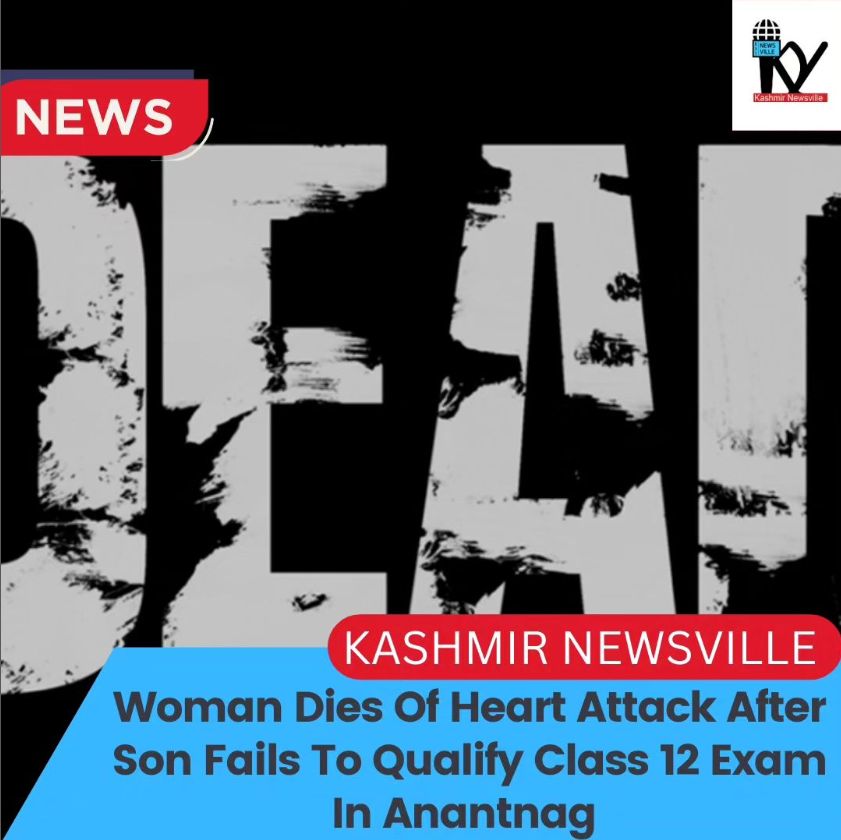 NEWS
NEWS
VILLE
Kashmir Newsville
DEAD
KASHMIR NEWSVILLE
Woman Dies Of Heart Attack After
Son Fails To Qualify Class 12 Exam
In Anantnag